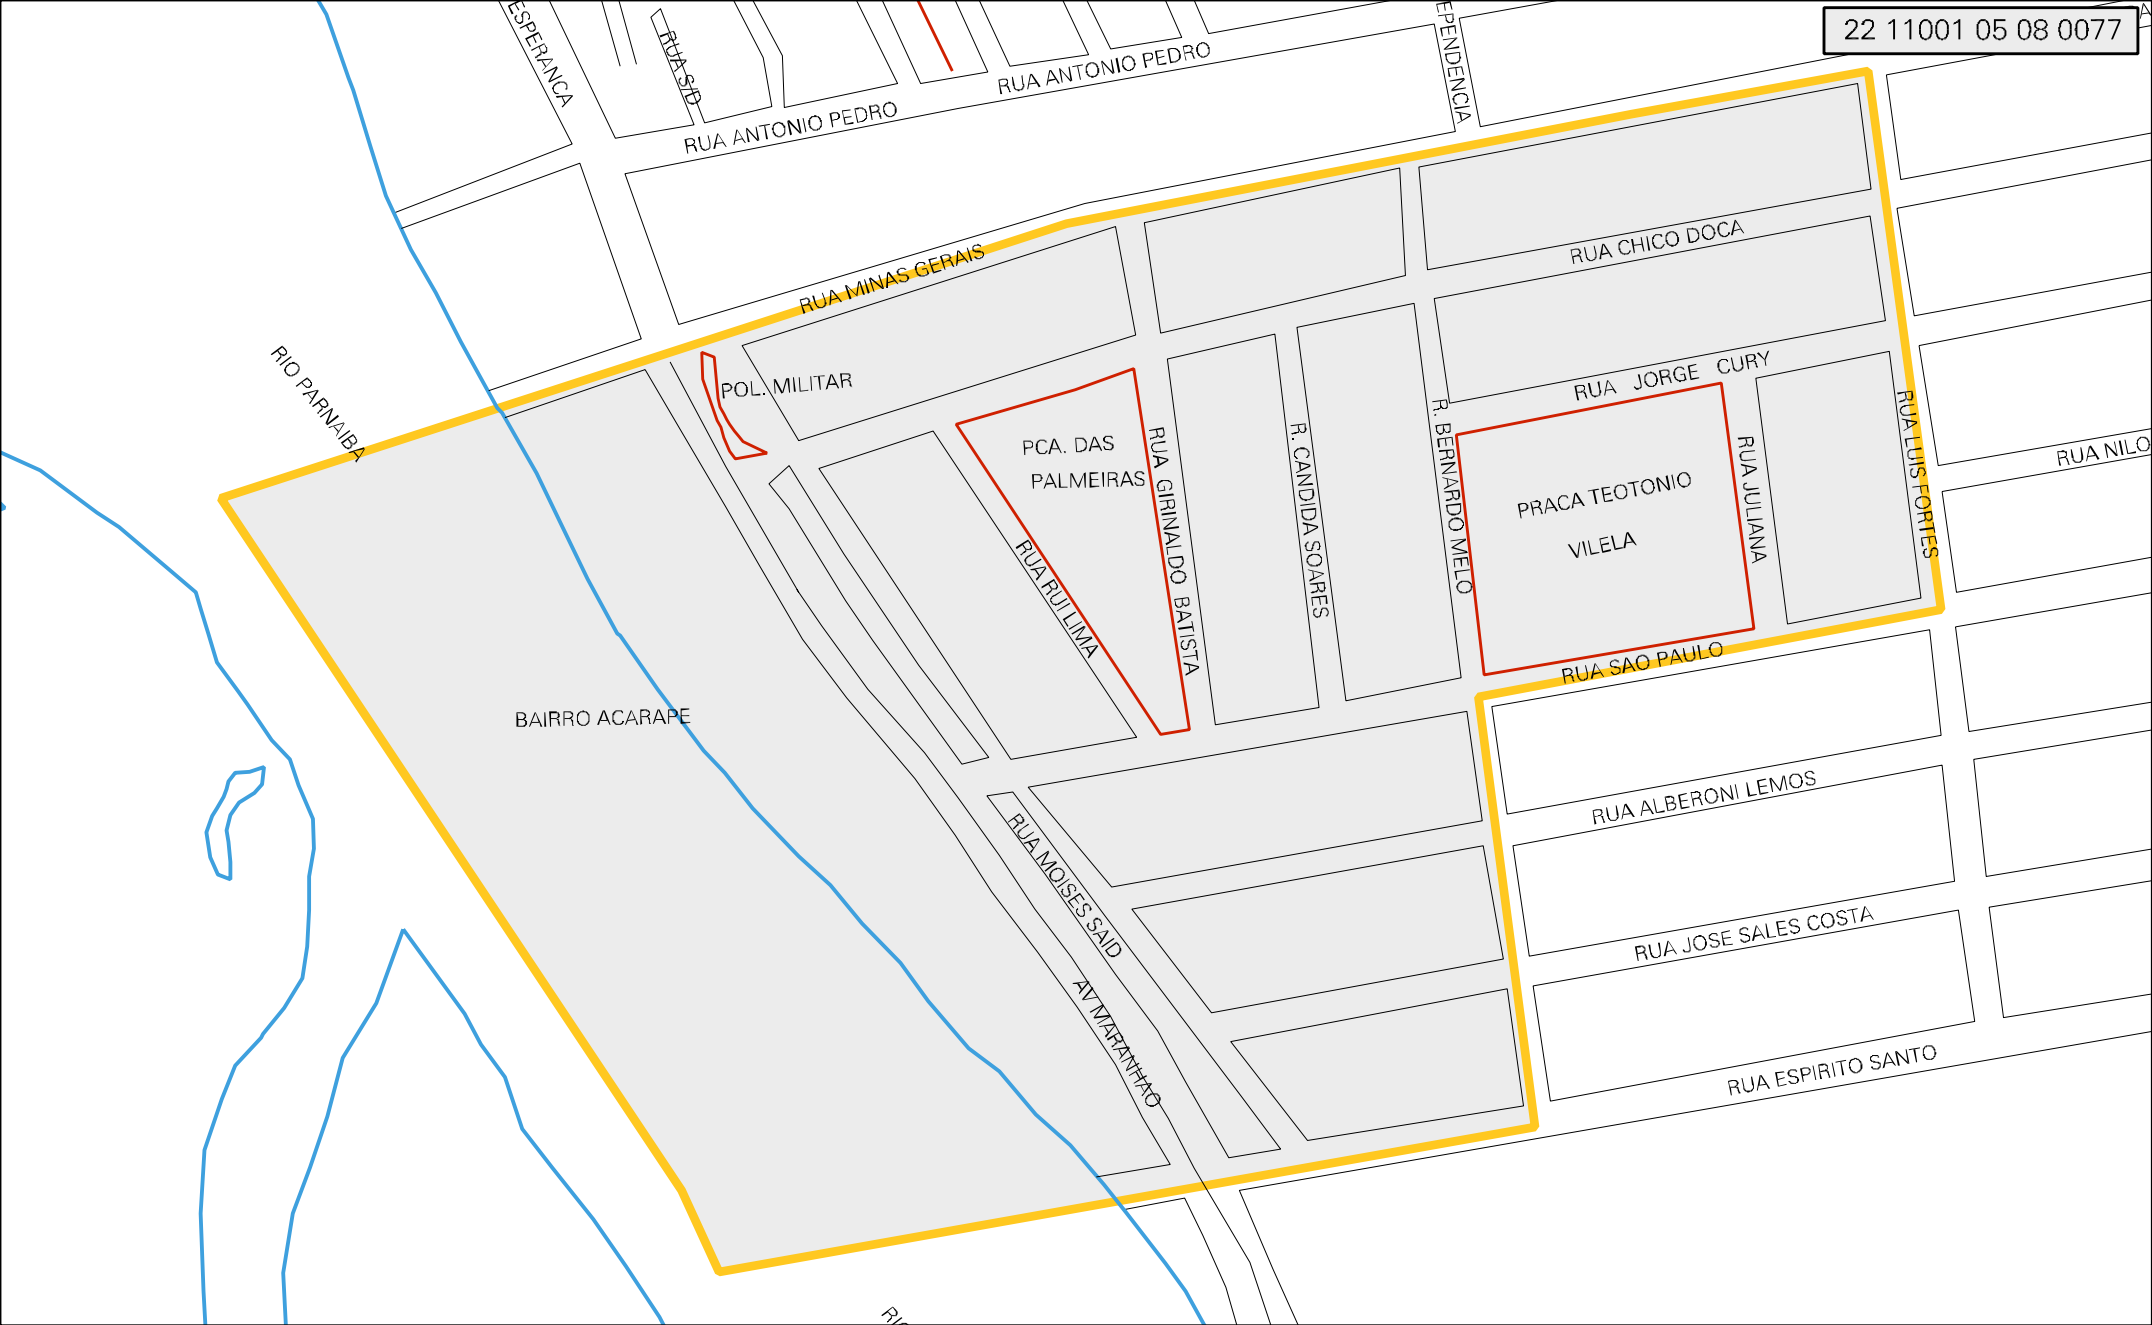 22 11001 05 08 0077
ESPERANCA
RUA S/D
RUA ANTONIO PEDRO
RUA ANTONIO PEDRO
EPENDENCIA
RUA MINAS GERAIS
RUA CHICO DOCA
RIO PARNAIBA
POL. MILITAR
RUA JORGE CURY
PCA. DAS
PALMEIRAS
RUA GIRINALDO BATISTA
R. CANDIDA SOARES
R. BERNARDO MELO
PRACA TEOTONIO
VILELA
RUA JULIANA
RUA LUIS FORTES
RUA NILO
RUA RUI LIMA
RUA SAO PAULO
BAIRRO ACARAPE
RUA ALBERONI LEMOS
RUA MOISES SAID
RUA JOSE SALES COSTA
AV MARANHAO
RUA ESPIRITO SANTO